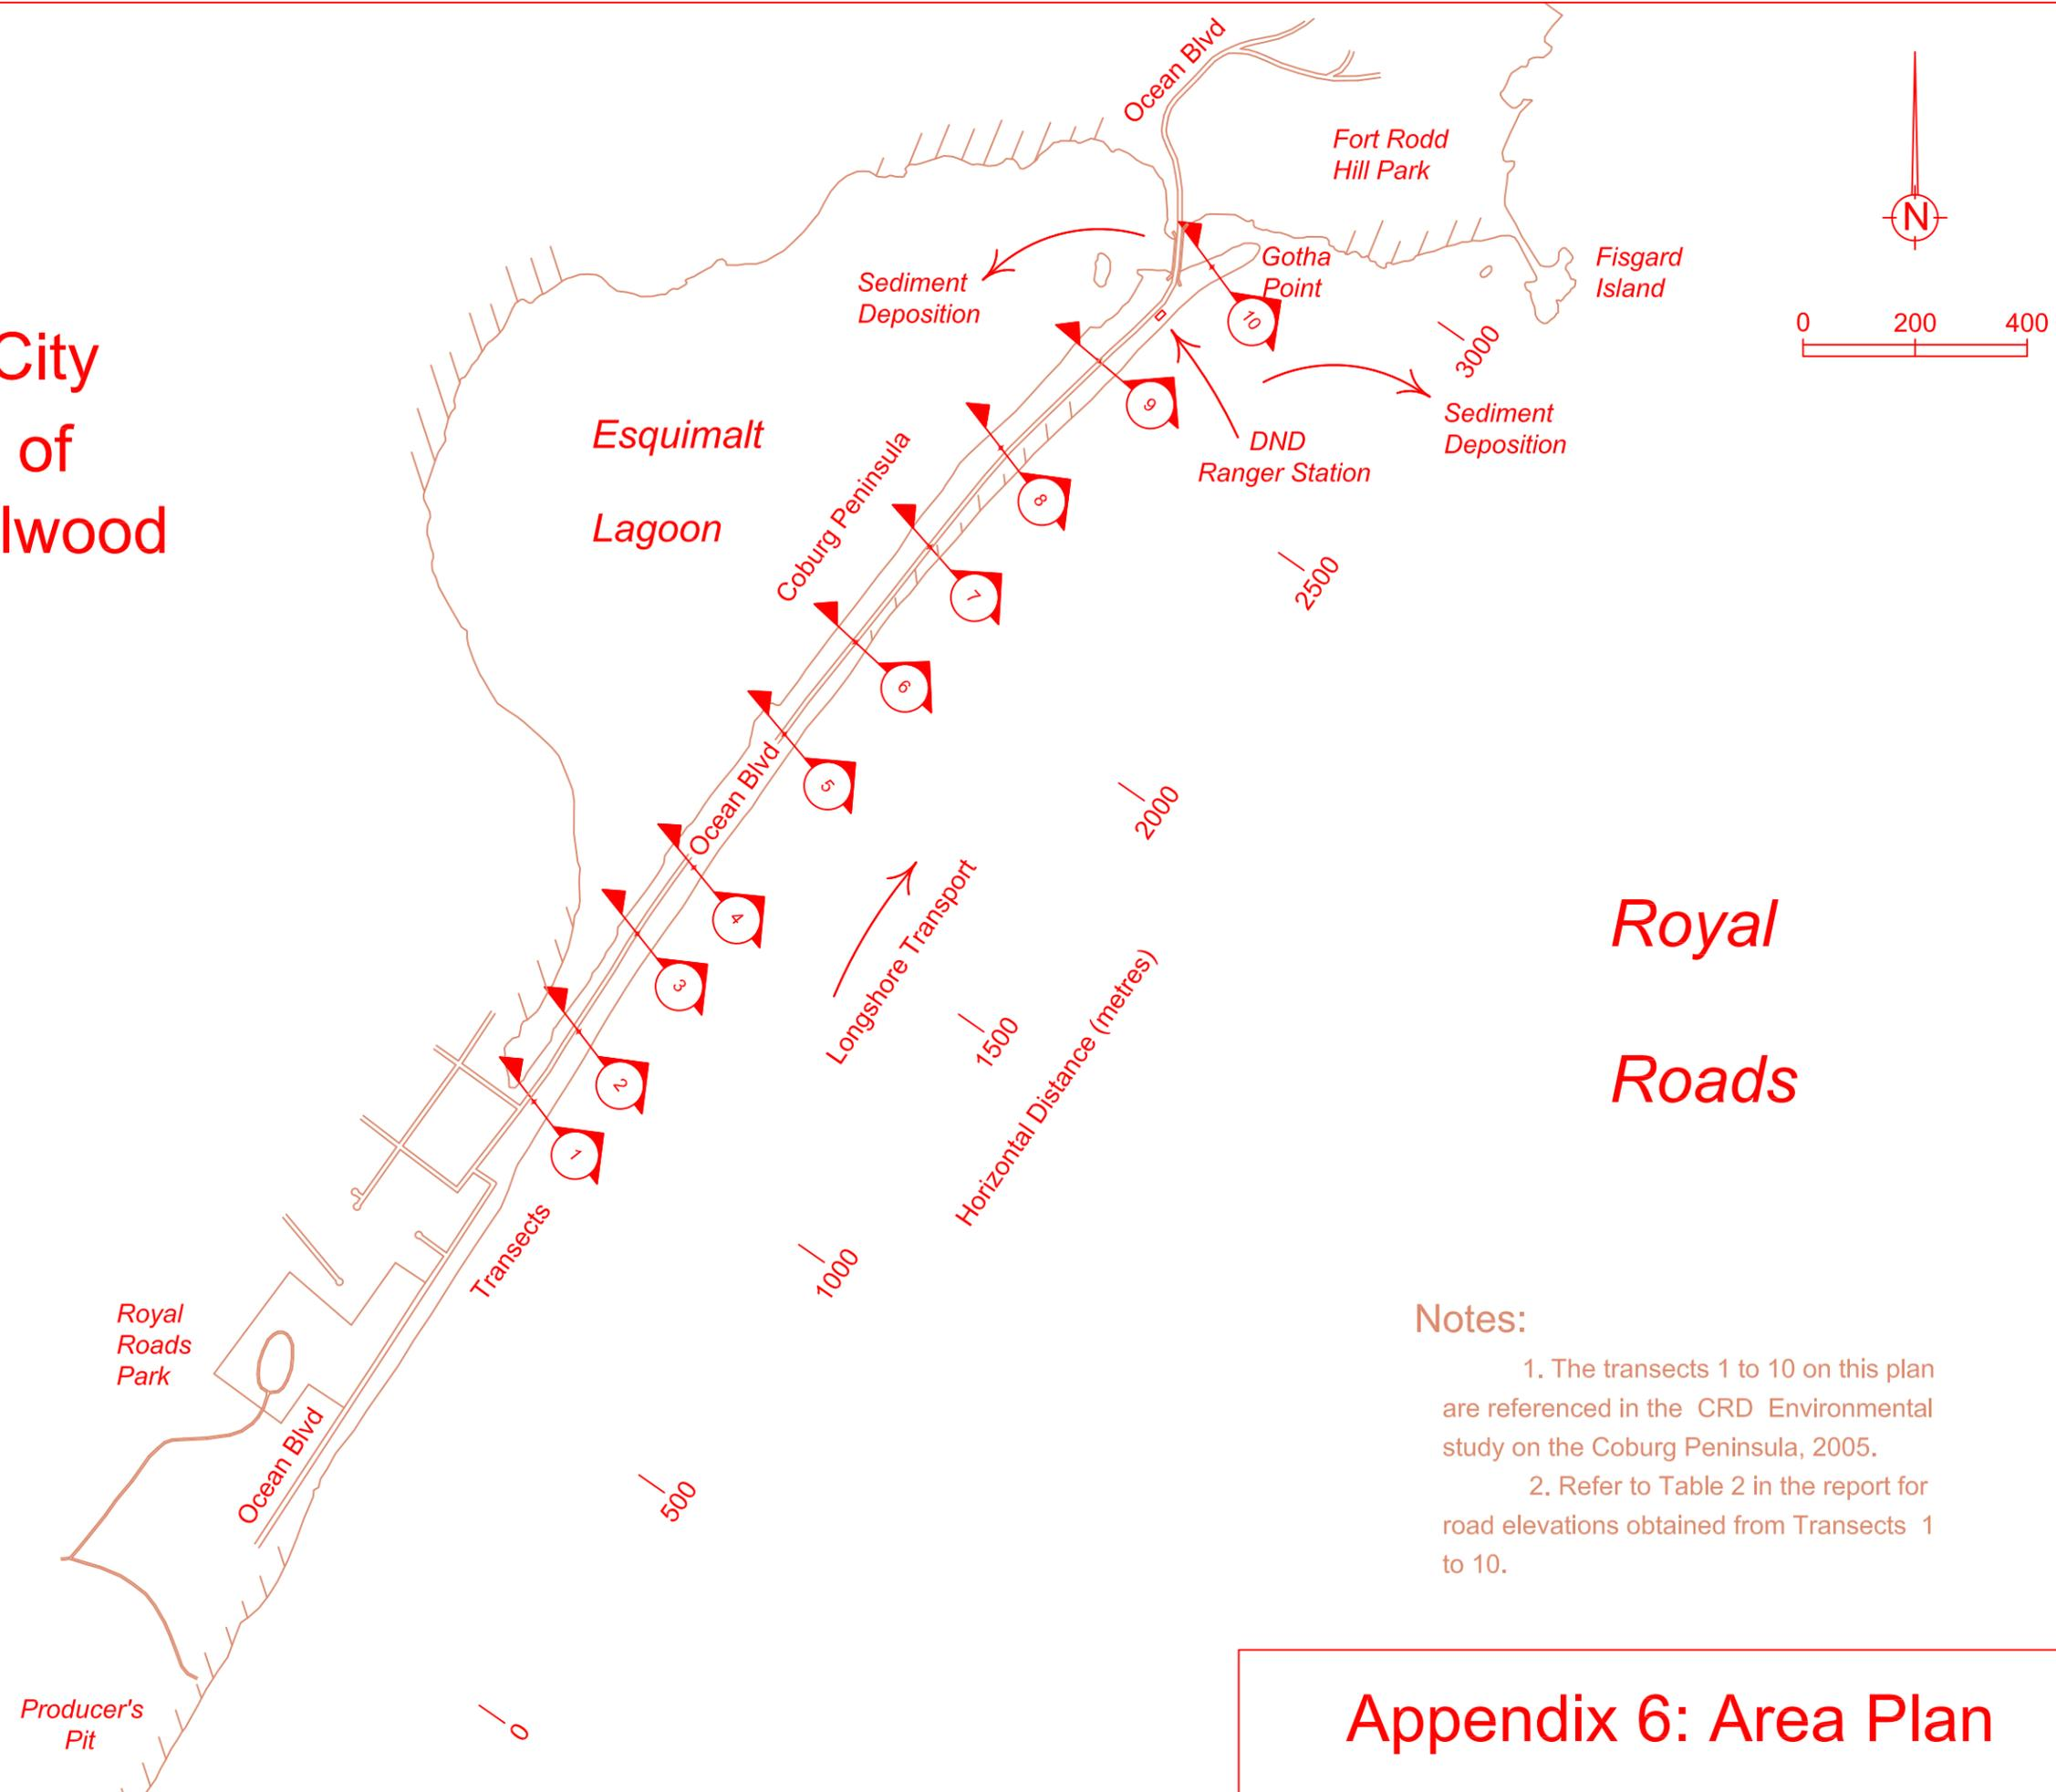 Ocean Blvd
Fort Rodd
Hill Park
N
Gotha
Point
Fisgard
Island
Sediment
Deposition
0 200 400
City
of
lwood
10
3000
9
Sediment
Deposition
DND
Ranger Station
Esquimalt
Lagoon
Coburg Peninsula
8
7
2500
6
5
Ocean Blvd
2000
4
3
Longshore Transport
Royal
Roads
2
1500
Horizontal Distance (metres)
1
Transects
1000
Royal
Roads
Park
Ocean Blvd
500
Notes:
1. The transects 1 to 10 on this plan
are referenced in the CRD Environmental
study on the Coburg Peninsula, 2005.
2. Refer to Table 2 in the report for
road elevations obtained from Transects 1
to 10.
Producer's
Pit
0
Appendix 6: Area Plan